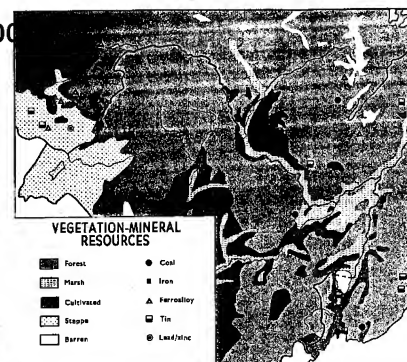 VEGETATION-MINERAL
RESOURCES
Forest
Marsh
Cultivated
Steppe
Barren
Coal
Iron
Ferroalloy
Tin
Lead/zinc